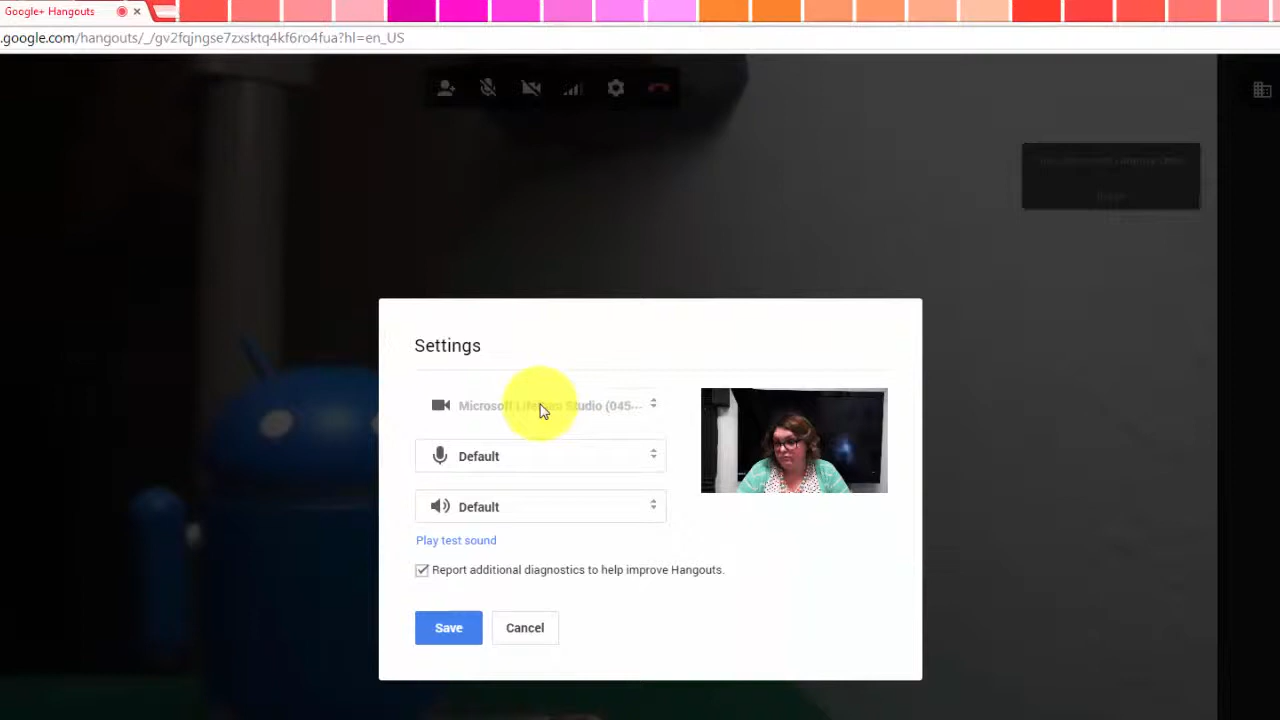 Google+ Hangouts
.google.com/hangouts/_/gv2fqjngse7zxsktq4kf6ro4fua?hl=en_US
Settings
Microsoft LifeCam Studio (045...
Default
Default
Play test sound
Report additional diagnostics to help improve Hangouts.
Save
Cancel